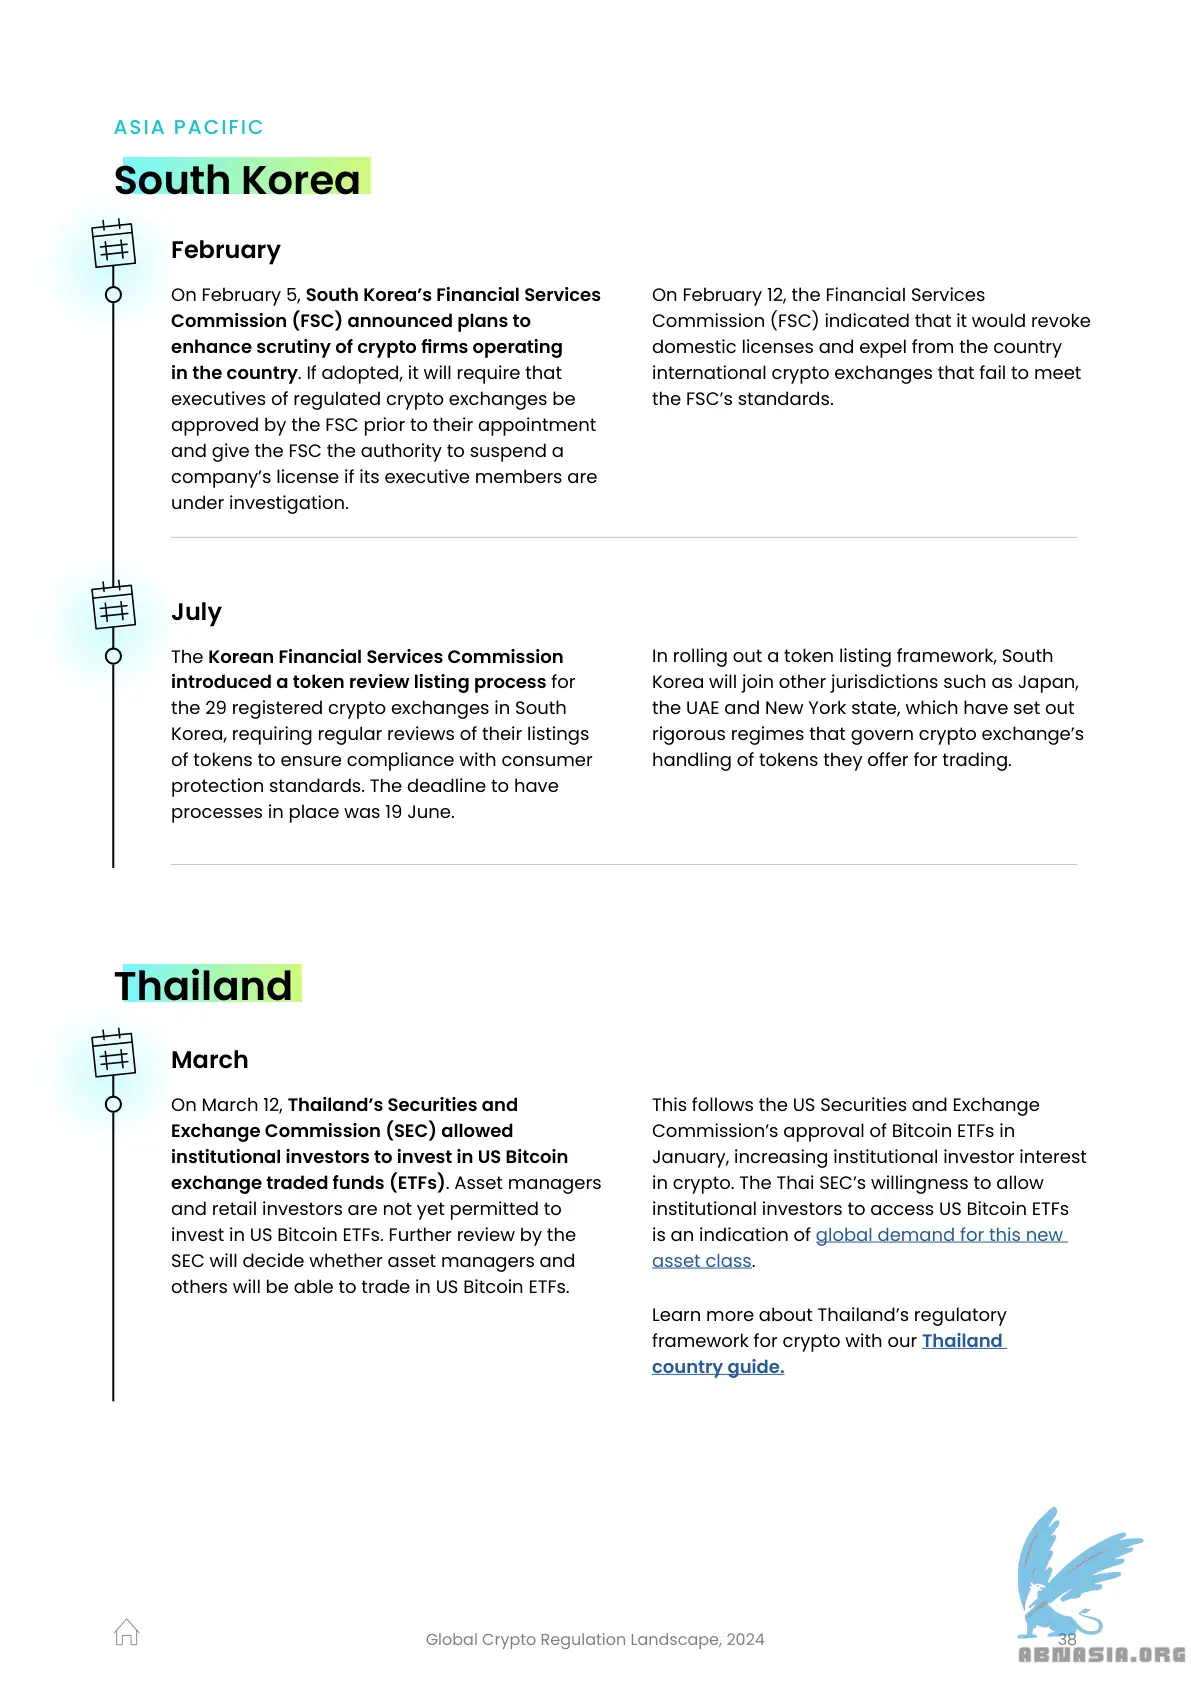 ASIA PACIFIC
South Korea
February
On February 5, South Korea’s Financial Services
Commission (FSC) announced plans to
enhance scrutiny of crypto firms operating
in the country. If adopted, it will require that
executives of regulated crypto exchanges be
approved by the FSC prior to their appointment
and give the FSC the authority to suspend a
company’s license if its executive members are
under investigation.
On February 12, the Financial Services
Commission (FSC) indicated that it would revoke
domestic licenses and expel from the country
international crypto exchanges that fail to meet
the FSC’s standards.
July
The Korean Financial Services Commission
introduced a token review listing process for
the 29 registered crypto exchanges in South
Korea, requiring regular reviews of their listings
of tokens to ensure compliance with consumer
protection standards. The deadline to have
processes in place was 19 June.
In rolling out a token listing framework, South
Korea will join other jurisdictions such as Japan,
the UAE and New York state, which have set out
rigorous regimes that govern crypto exchange’s
handling of tokens they offer for trading.
Thailand
March
On March 12, Thailand’s Securities and
Exchange Commission (SEC) allowed
institutional investors to invest in US Bitcoin
exchange traded funds (ETFs). Asset managers
and retail investors are not yet permitted to
invest in US Bitcoin ETFs. Further review by the
SEC will decide whether asset managers and
others will be able to trade in US Bitcoin ETFs.
This follows the US Securities and Exchange
Commission’s approval of Bitcoin ETFs in
January, increasing institutional investor interest
in crypto. The Thai SEC’s willingness to allow
institutional investors to access US Bitcoin ETFs
is an indication of global demand for this new
asset class.
Learn more about Thailand’s regulatory
framework for crypto with our Thailand
country guide.
Global Crypto Regulation Landscape, 2024
38
ABNASIA.ORG